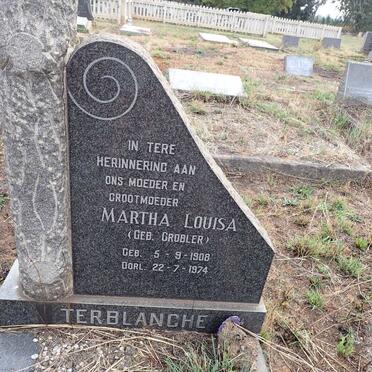 IN TERE
HERINNERING AAN
ONS MOEDER EN
GROOTMOEDER
MARTHA LOUISA
(GEB. GROBLER)
GEB. 5-9-1908
OORL. 22-7-1974
TERBLANCHE